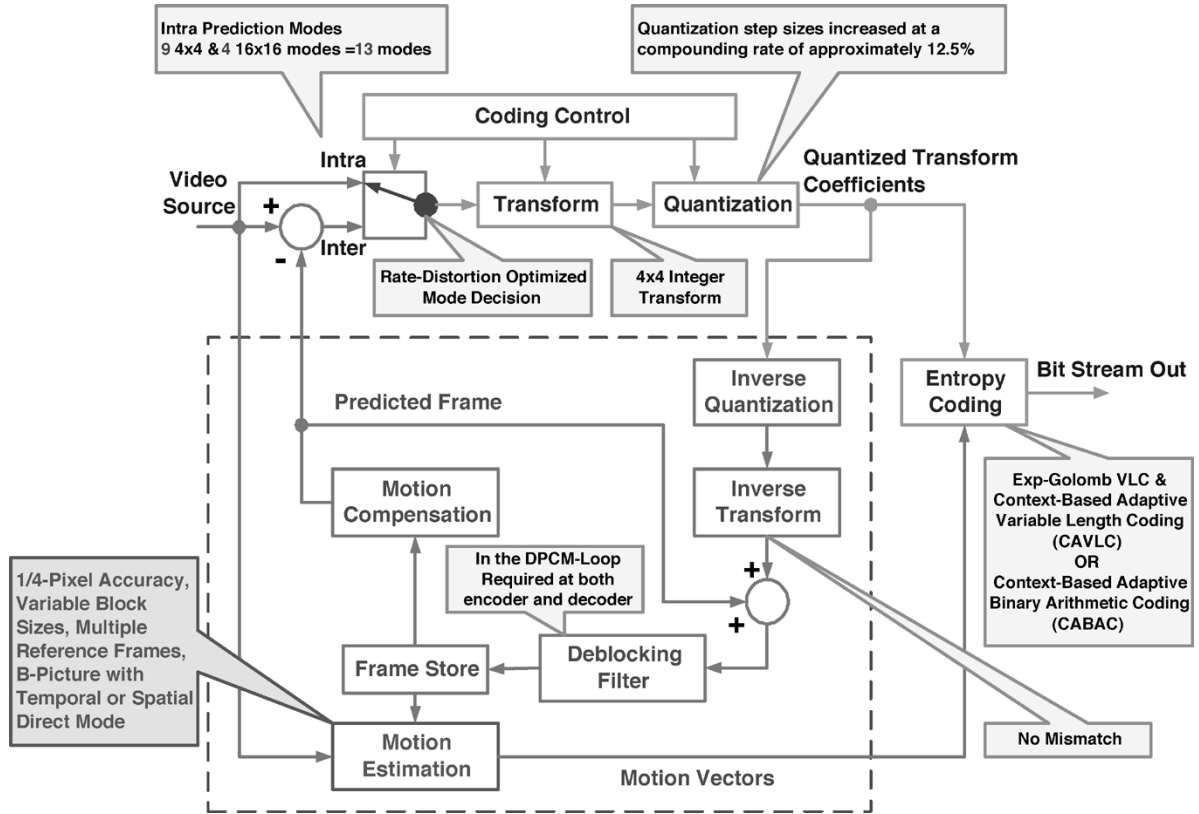 Intra Prediction Modes
9 4x4 & 4 16x16 modes =13 modes
Quantization step sizes increased at a
compounding rate of approximately 12.5%
Coding Control
Intra
Video
Source
+
-
Inter
Transform
Quantization
Quantized Transform
Coefficients
Rate-Distortion Optimized
Mode Decision
4x4 Integer
Transform
Predicted Frame
Inverse
Quantization
Entropy
Coding
Bit Stream Out
Motion
Compensation
Inverse
Transform
Exp-Golomb VLC &
Context-Based Adaptive
Variable Length Coding
(CAVLC)
OR
Context-Based Adaptive
Binary Arithmetic Coding
(CABAC)
In the DPCM-Loop
Required at both
encoder and decoder
+
+
1/4-Pixel Accuracy,
Variable Block
Sizes, Multiple
Reference Frames,
B-Picture with
Temporal or Spatial
Direct Mode
Frame Store
Deblocking
Filter
No Mismatch
Motion
Estimation
Motion Vectors